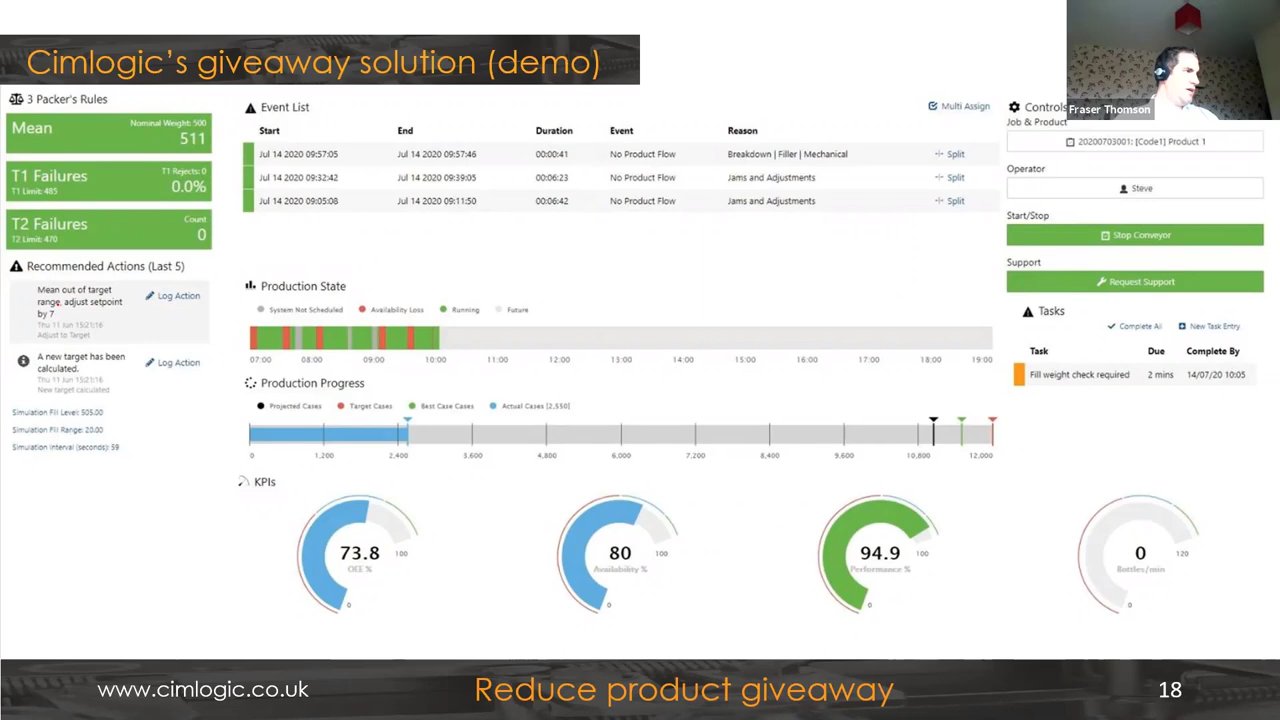 Cimlogic's giveaway solution (demo)
Fraser Thomson
3 Packer's Rules
Mean
Nominal Weight: 500
511
T1 Failures
T1 Limit: 485
T1 Rejects: 0
0.0%
T2 Failures
T2 Limit: 470
Count
0
Recommended Actions (Last 5)
Mean out of target
range, adjust setpoint
by 7
Thu 11 Jun 15:21:16
Adjust to Target
Log Action
A new target has been
calculated.
Thu 11 Jun 15:21:16
New target calculated
Log Action
Simulation Fill Level: 505.00
Simulation Fill Range: 20.00
Simulation Interval (seconds): 59
Event List
Multi Assign
Start End Duration Event Reason
Jul 14 2020 09:57:05 Jul 14 2020 09:57:46 00:00:41 No Product Flow Breakdown | Filler | Mechanical Split
Jul 14 2020 09:32:42 Jul 14 2020 09:39:05 00:06:23 No Product Flow Jams and Adjustments Split
Jul 14 2020 09:05:08 Jul 14 2020 09:11:50 00:06:42 No Product Flow Jams and Adjustments Split
Production State
System Not Scheduled Availability Loss Running Future
07:00 08:00 09:00 10:00 11:00 12:00 13:00 14:00 15:00 16:00 17:00 18:00 19:00
Production Progress
Projected Cases Target Cases Best Case Cases Actual Cases [2,550]
0 1,200 2,400 3,600 4,800 6,000 7,200 8,400 9,600 10,800 12,000
KPIs
73.8
OEE %
100
0
80
Availability %
100
0
94.9
Performance %
100
0
0
Bottles/min
120
0
Controls
Job & Product
20200703001: [Code1] Product 1
Operator
Steve
Start/Stop
Stop Conveyor
Support
Request Support
Tasks
Complete All New Task Entry
Task Due Complete By
Fill weight check required 2 mins 14/07/20 10:05
www.cimlogic.co.uk
Reduce product giveaway
18